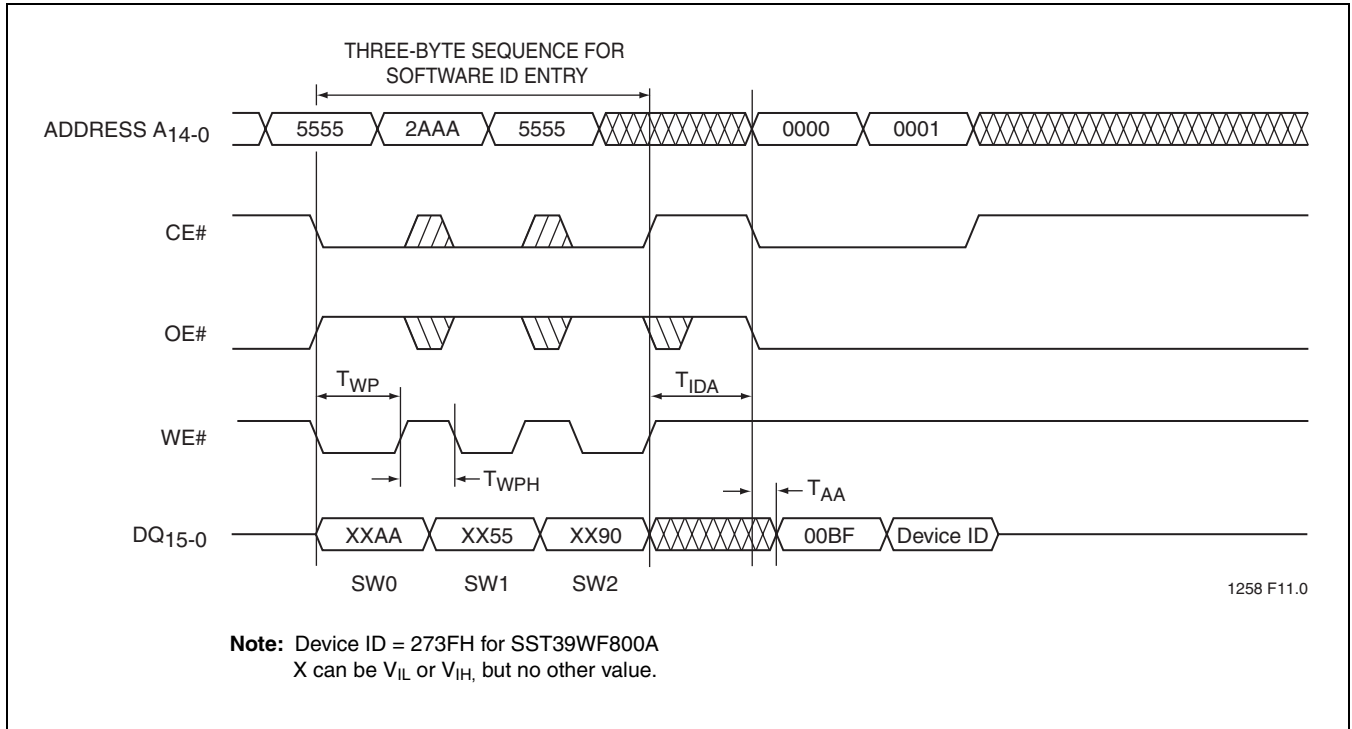 THREE-BYTE SEQUENCE FOR
SOFTWARE ID ENTRY
ADDRESS A14-0
5555 2AAA 5555 0000 0001
CE#
OE#
TWP TIDA
WE#
TWPH
TAA
DQ15-0
XXAA XX55 XX90 00BF Device ID
SW0 SW1 SW2
1258 F11.0
Note: Device ID = 273FH for SST39WF800A
X can be VIL or VIH, but no other value.